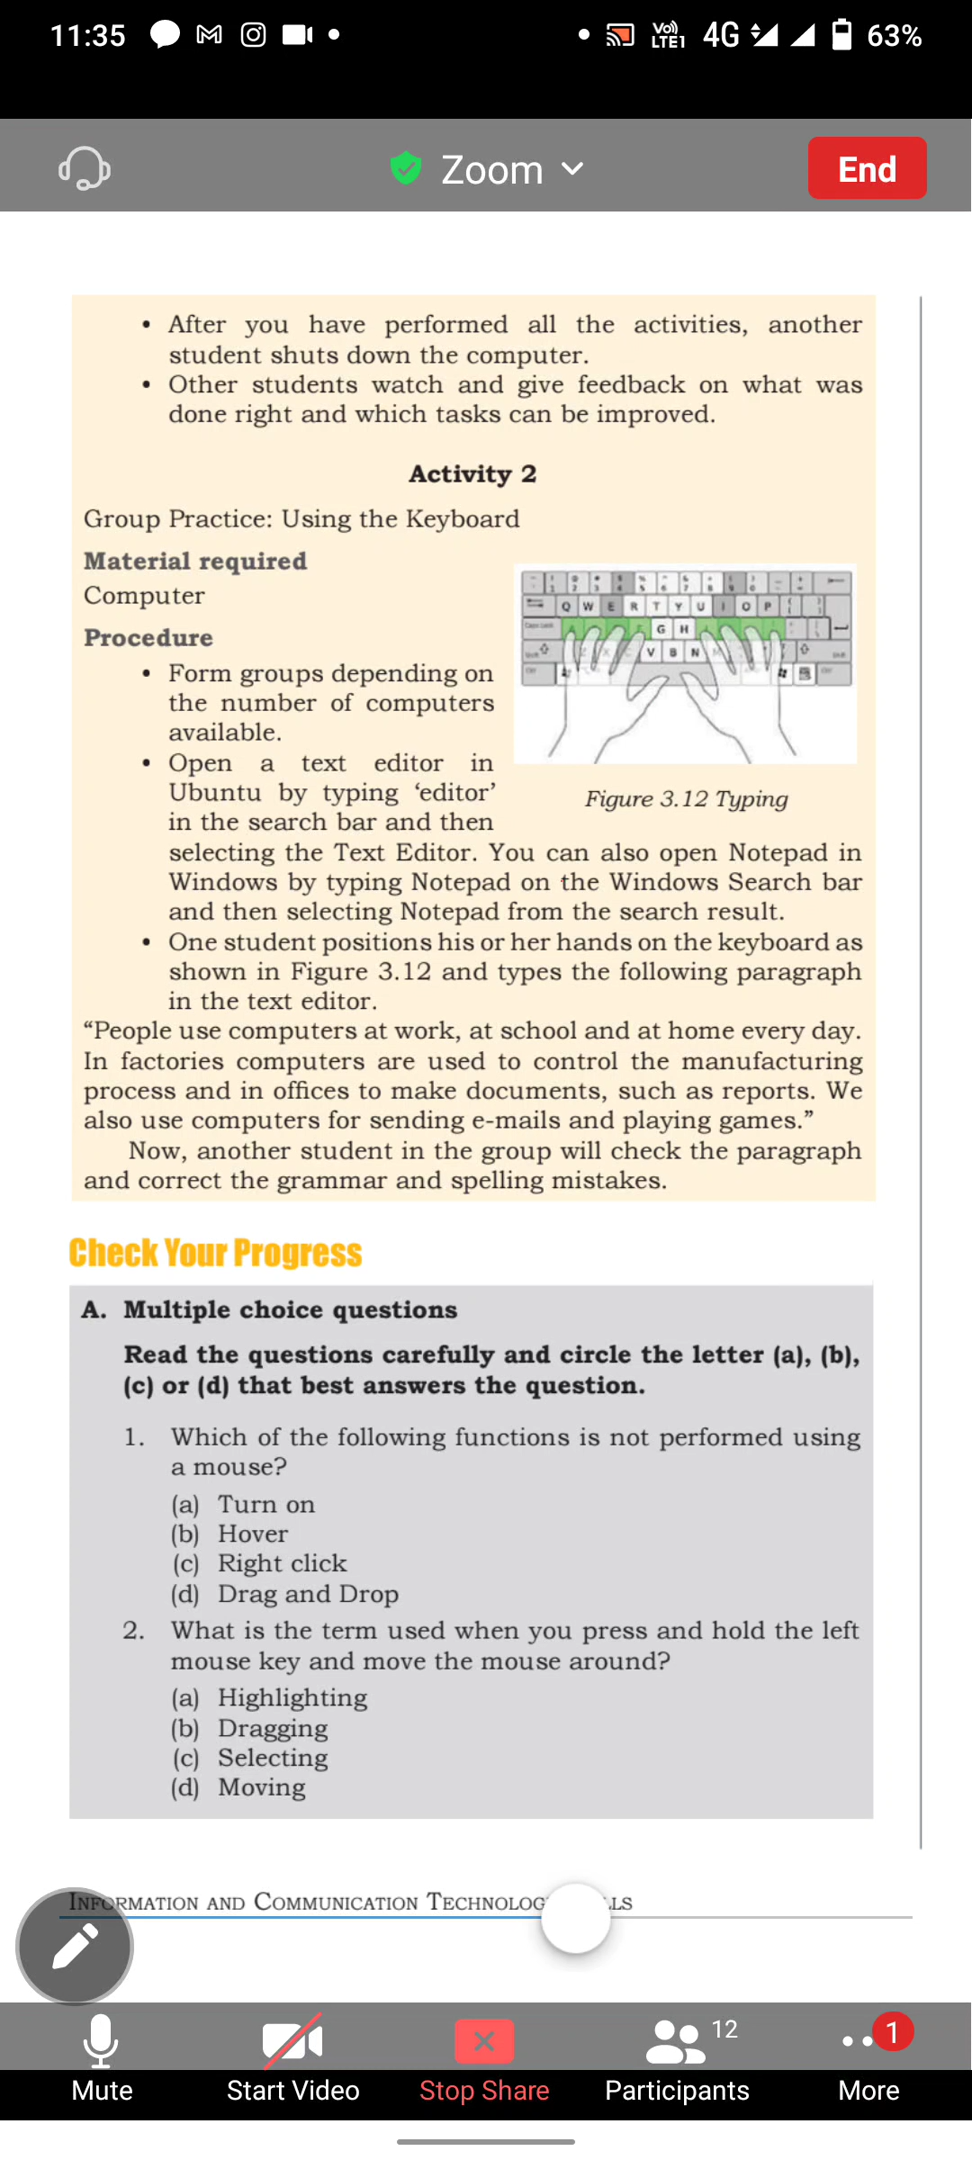 11:35
Vo)) LTE1 4G 63%
Zoom
End
• After you have performed all the activities, another
student shuts down the computer.
• Other students watch and give feedback on what was
done right and which tasks can be improved.
Activity 2
Group Practice: Using the Keyboard
Material required
Computer
Procedure
• Form groups depending on
the number of computers
available.
• Open a text editor in
Ubuntu by typing ‘editor’
in the search bar and then
Q W E R T Y U I O P
G H
V B N
Figure 3.12 Typing
selecting the Text Editor. You can also open Notepad in
Windows by typing Notepad on the Windows Search bar
and then selecting Notepad from the search result.
• One student positions his or her hands on the keyboard as
shown in Figure 3.12 and types the following paragraph
in the text editor.
“People use computers at work, at school and at home every day.
In factories computers are used to control the manufacturing
process and in offices to make documents, such as reports. We
also use computers for sending e-mails and playing games.”
Now, another student in the group will check the paragraph
and correct the grammar and spelling mistakes.
Check Your Progress
A. Multiple choice questions
Read the questions carefully and circle the letter (a), (b),
(c) or (d) that best answers the question.
1. Which of the following functions is not performed using
a mouse?
(a) Turn on
(b) Hover
(c) Right click
(d) Drag and Drop
2. What is the term used when you press and hold the left
mouse key and move the mouse around?
(a) Highlighting
(b) Dragging
(c) Selecting
(d) Moving
INFORMATION AND COMMUNICATION TECHNOLOG LLS
12
1
Mute
Start Video
Stop Share
Participants
More